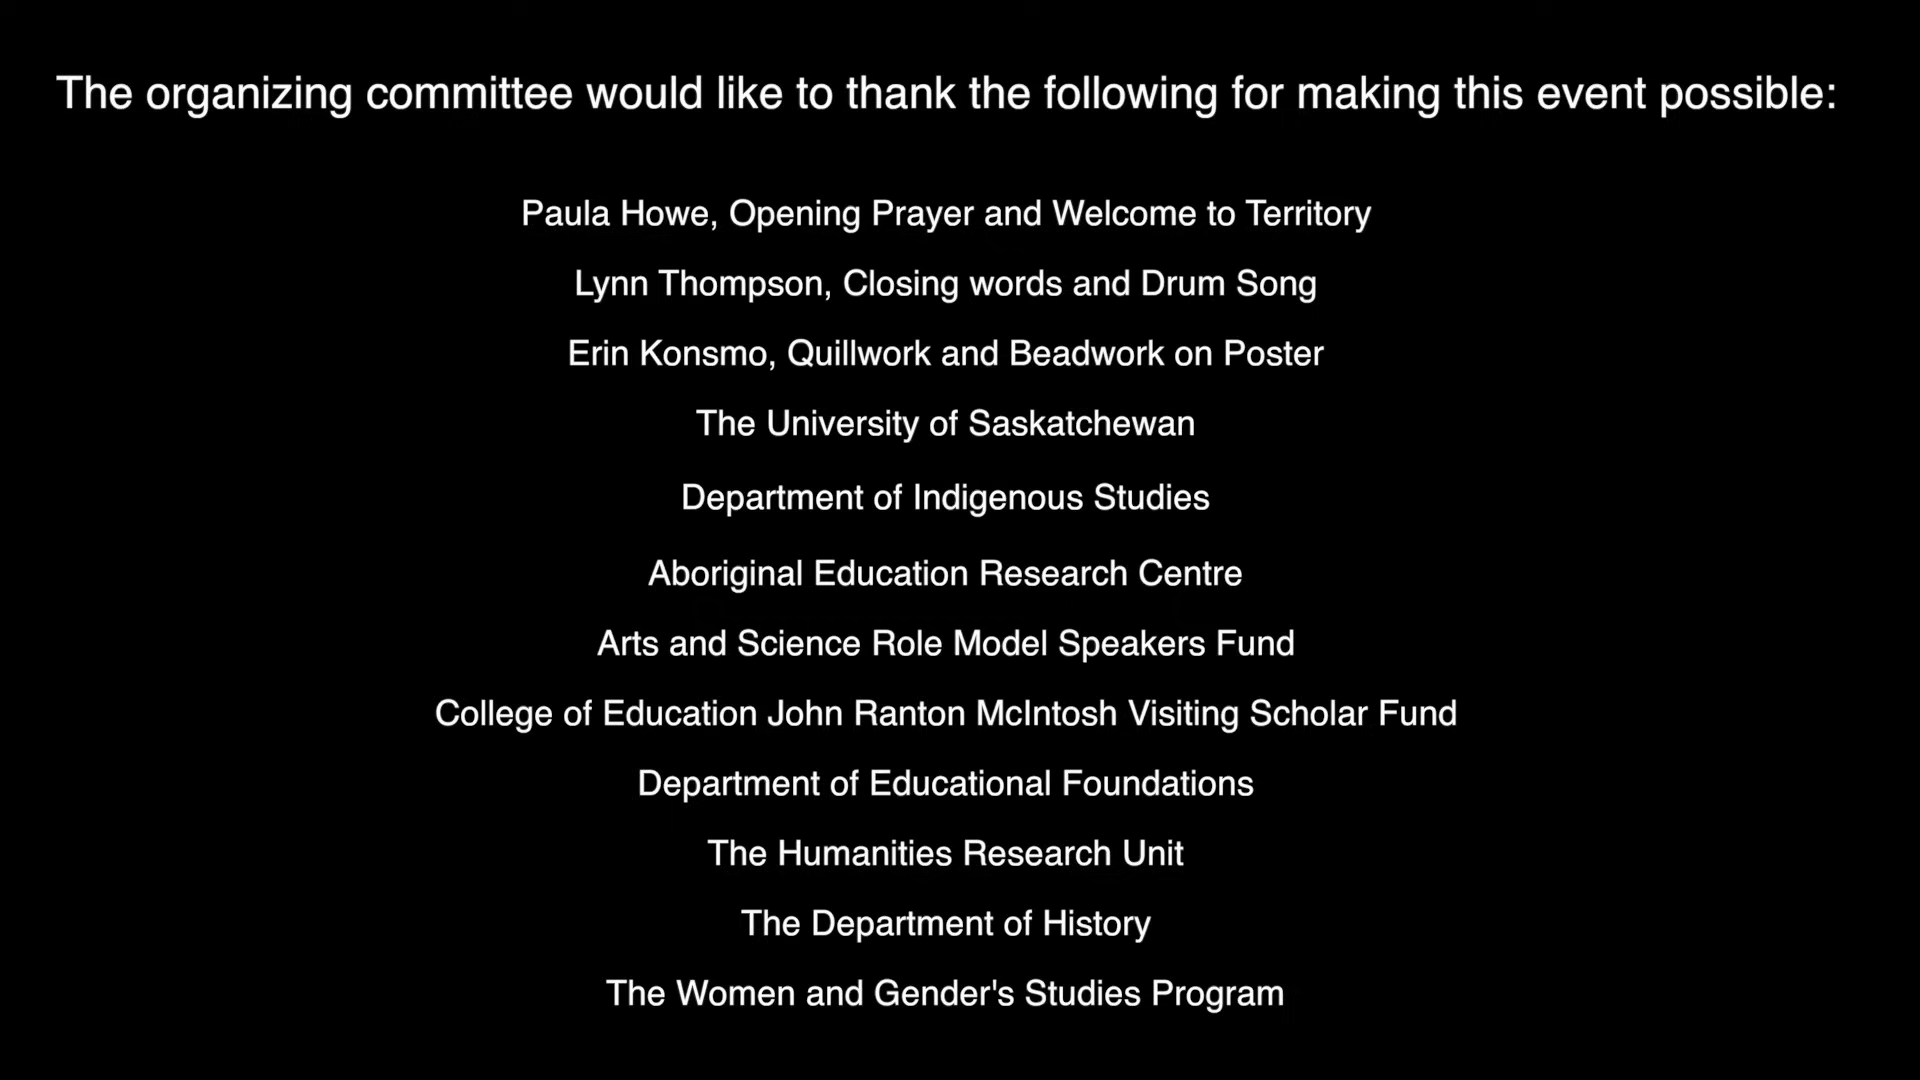 The organizing committee would like to thank the following for making this event possible:
Paula Howe, Opening Prayer and Welcome to Territory
Lynn Thompson, Closing words and Drum Song
Erin Konsmo, Quillwork and Beadwork on Poster
The University of Saskatchewan
Department of Indigenous Studies
Aboriginal Education Research Centre
Arts and Science Role Model Speakers Fund
College of Education John Ranton McIntosh Visiting Scholar Fund
Department of Educational Foundations
The Humanities Research Unit
The Department of History
The Women and Gender's Studies Program